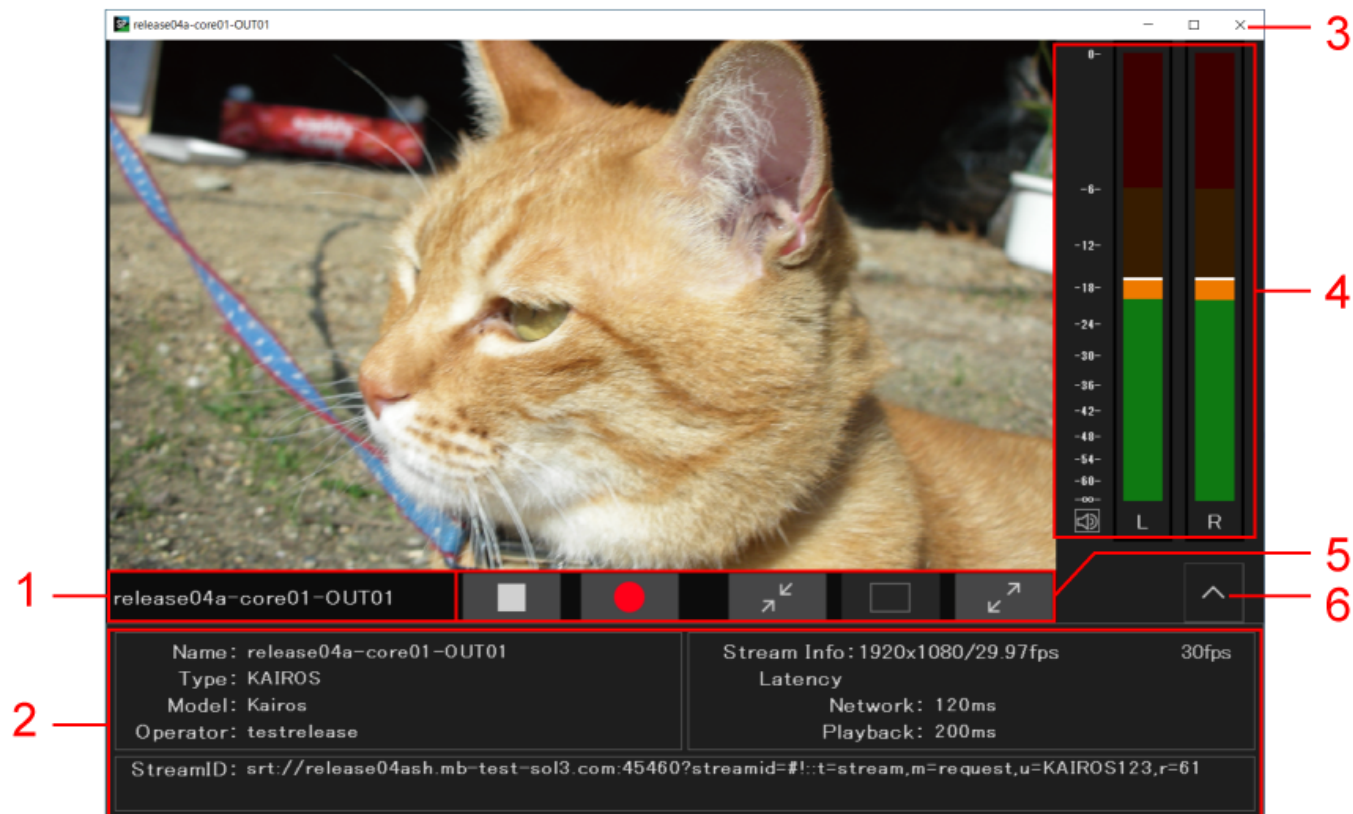 release04a-core01-OUT01
3
0-
-6-
-12-
-18-
-24-
-30-
-36-
-42-
-48-
-54-
-60-
-∞-
L R
4
5
1
release04a-core01-OUT01
6
2
Name: release04a-core01-OUT01
Type: KAIROS
Model: Kairos
Operator: testrelease
Stream Info:1920x1080/29.97fps 30fps
Latency
Network: 120ms
Playback: 200ms
StreamID: srt://release04ash.mb-test-sol3.com:45460?streamid=#!::t=stream,m=request,u=KAIROS123,r=61